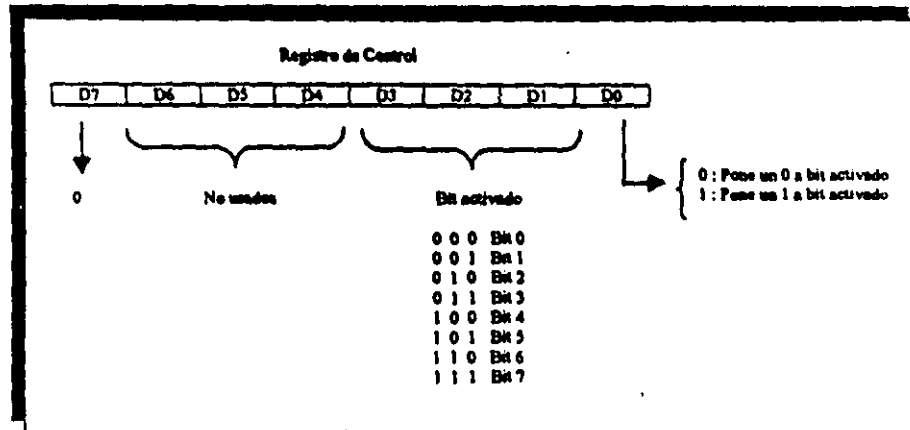 Registro de Control
D7 D6 D5 D4 D3 D2 D1 D0
0 No usados Bit activado
0 : Pone un 0 a bit activado
1 : Pone un 1 a bit activado
0 0 0 Bit 0
0 0 1 Bit 1
0 1 0 Bit 2
0 1 1 Bit 3
1 0 0 Bit 4
1 0 1 Bit 5
1 1 0 Bit 6
1 1 1 Bit 7